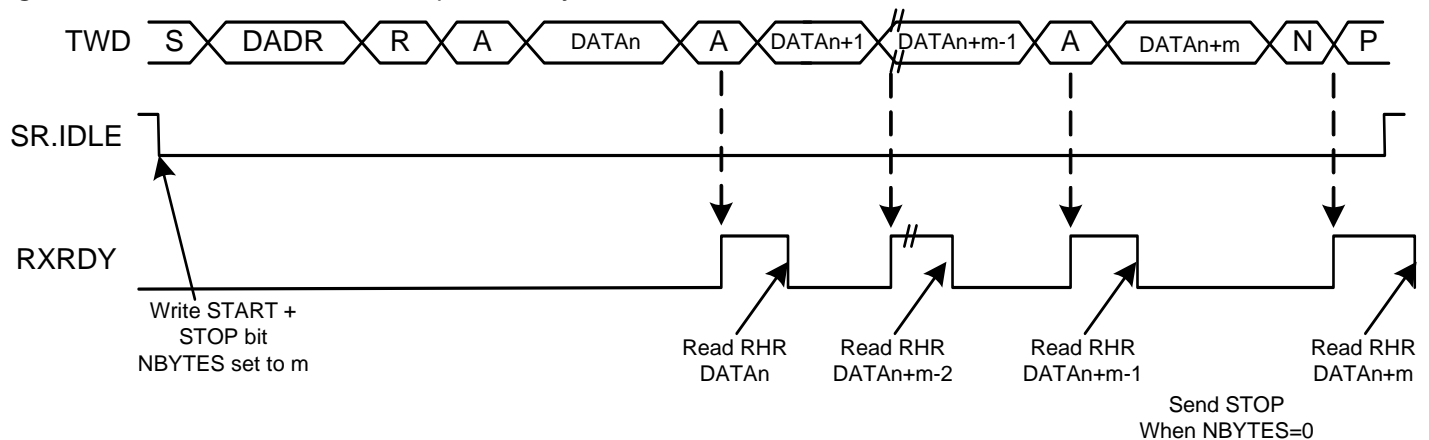 TWD S DADR R A DATAn A DATAn+1 DATAn+m-1 A DATAn+m N P
SR.IDLE
RXRDY
Write START +
STOP bit
NBYTES set to m
Read RHR
DATAn
Read RHR
DATAn+m-2
Read RHR
DATAn+m-1
Read RHR
DATAn+m
Send STOP
When NBYTES=0